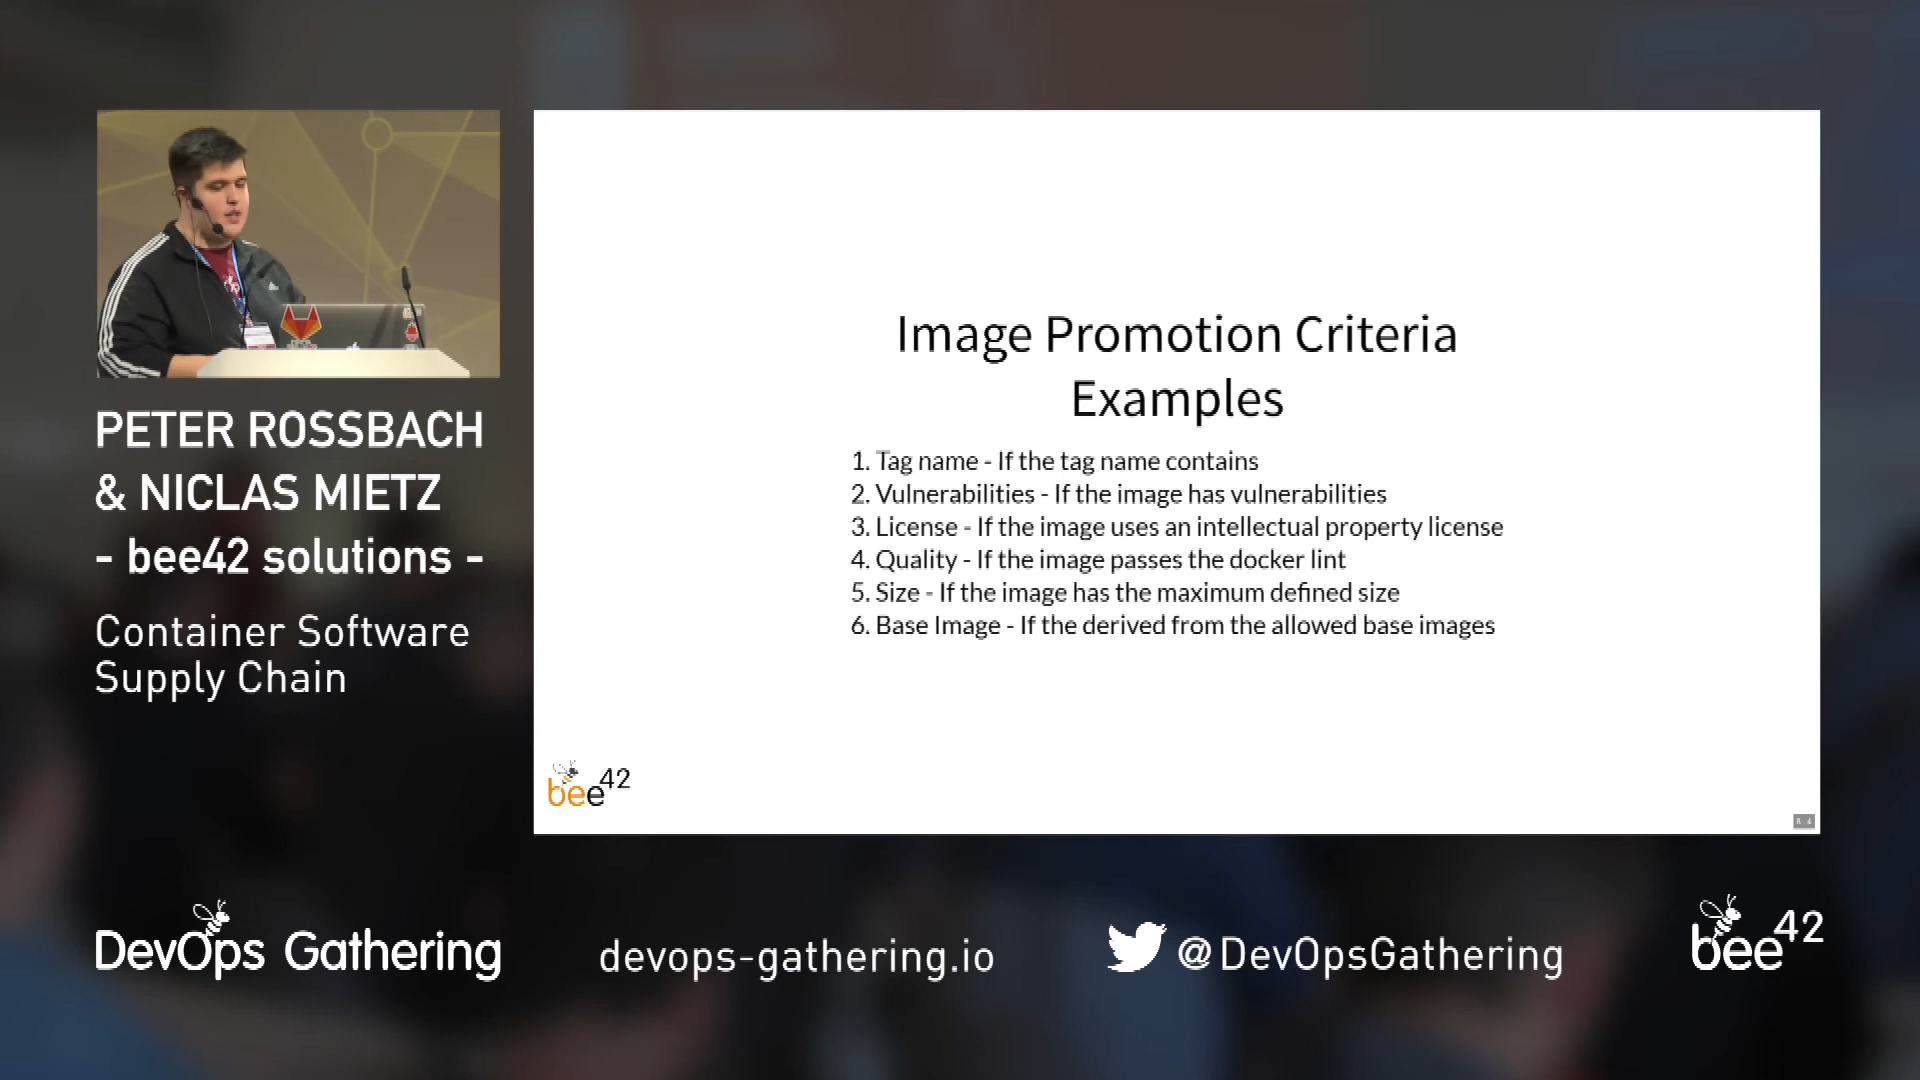 PETER ROSSBACH
& NICLAS MIETZ
- bee42 solutions -
Container Software
Supply Chain
Image Promotion Criteria
Examples
1. Tag name - If the tag name contains
2. Vulnerabilities - If the image has vulnerabilities
3. License - If the image uses an intellectual property license
4. Quality - If the image passes the docker lint
5. Size - If the image has the maximum defined size
6. Base Image - If the derived from the allowed base images
bee42
DevOps Gathering
devops-gathering.io
@DevOpsGathering
bee42